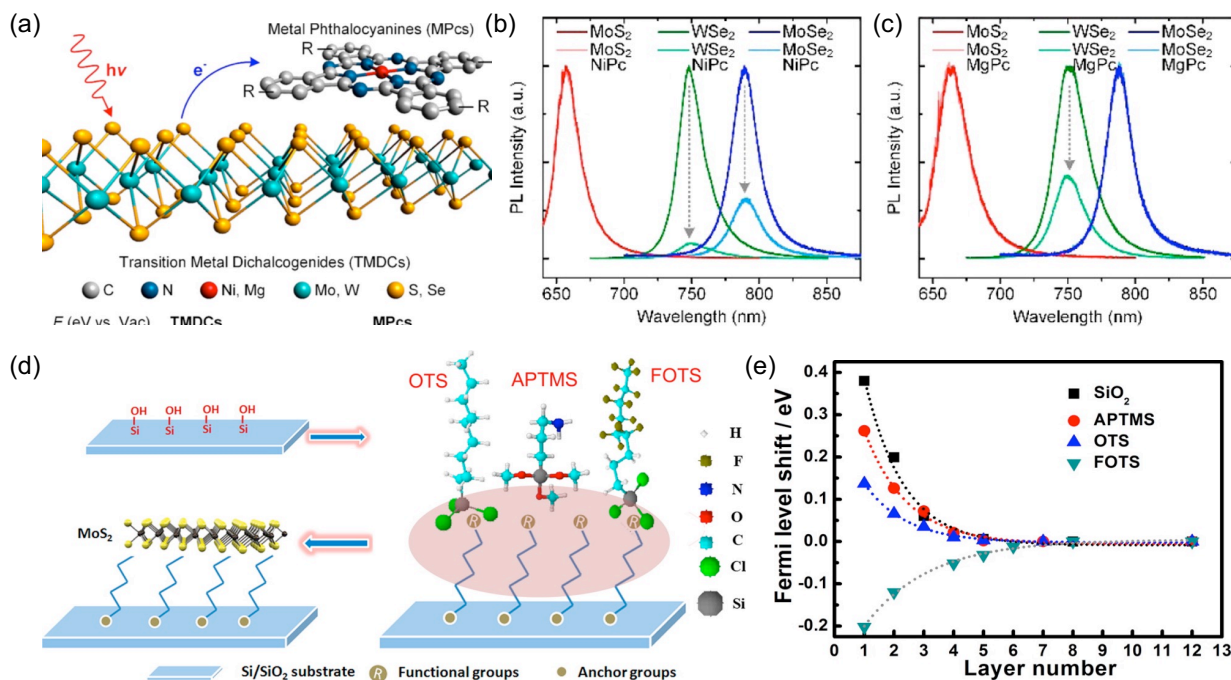 (a)
Metal Phthalocyanines (MPcs)
hν
e-
R
R
R
Transition Metal Dichalcogenides (TMDCs)
C N Ni, Mg Mo, W S, Se
E (eV vs. Vac) TMDCs MPcs
(b)
MoS2 WSe2 MoSe2
MoS2 WSe2 MoSe2
NiPc NiPc NiPc
PL Intensity (a.u.)
650 700 750 800 850
Wavelength (nm)
(c)
MoS2 WSe2 MoSe2
MoS2 WSe2 MoSe2
MgPc MgPc MgPc
PL Intensity (a.u.)
650 700 750 800 850
Wavelength (nm)
(d)
OH OH OH OH
Si Si Si Si
MoS2
OTS APTMS FOTS
R R R R
H
F
N
O
C
Cl
Si
Si/SiO2 substrate R Functional groups Anchor groups
(e)
Fermi level shift / eV
0.4
0.3
0.2
0.1
0.0
-0.1
-0.2
SiO2
APTMS
OTS
FOTS
0 1 2 3 4 5 6 7 8 9 10 11 12 13
Layer number